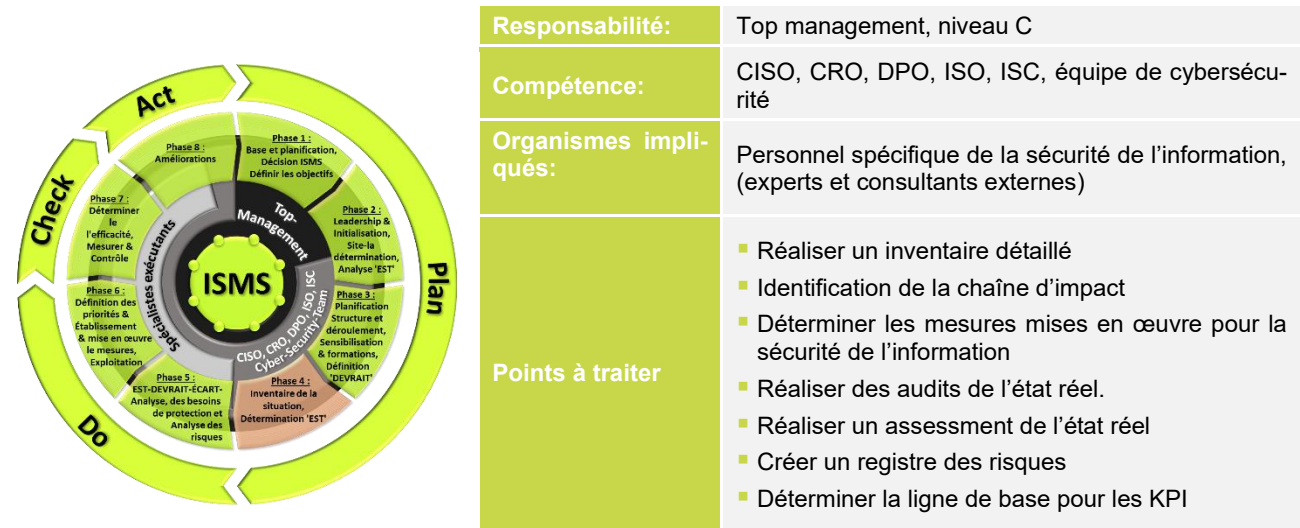 Act
Check
Do
Plan
Phase 1 :
Base et planification,
Décision ISMS
Définir les objectifs
Phase 2 :
Leadership &
Initialisation,
Site-la
détermination,
Analyse 'EST'
Phase 3 :
Planification
Structure et
déroulement,
Sensibilisation
& formations,
Définition
'DEVRAIT'
Phase 4 :
Inventaire de la
situation,
Détermination 'EST'
Phase 5 :
EST-DEVRAIT-ÉCART-
Analyse, des besoins
de protection et
Analyse des
risques
Phase 6 :
Définition des
priorités &
Établissement
& mise en œuvre
le mesures,
Exploitation
Phase 7 :
Déterminer
le
l'efficacité,
Mesurer &
Contrôle
Phase 8 :
Améliorations
Top-
Management
CISO, CRO, DPO, ISO, ISC
Cyber-Security-Team
Spécialistes exécutants
ISMS
Responsabilité: Top management, niveau C
Compétence: CISO, CRO, DPO, ISO, ISC, équipe de cybersécu-
rité
Organismes impli-
qués:
Personnel spécifique de la sécurité de l'information,
(experts et consultants externes)
Points à traiter
▪ Réaliser un inventaire détaillé
▪ Identification de la chaîne d'impact
▪ Déterminer les mesures mises en œuvre pour la
sécurité de l'information
▪ Réaliser des audits de l'état réel.
▪ Réaliser un assessment de l'état réel
▪ Créer un registre des risques
▪ Déterminer la ligne de base pour les KPI